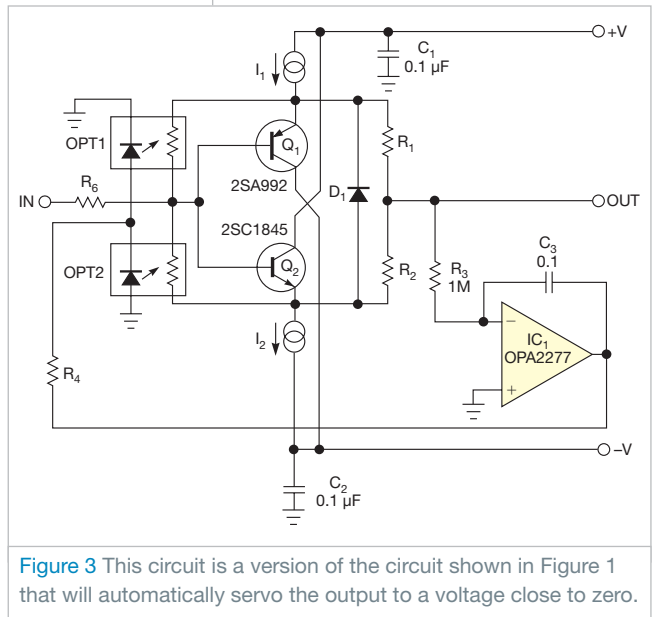 +V
C1
0.1 µF
I1
OPT1
R1
Q1
2SA992
R6
IN
D1
OUT
2SC1845
C3
0.1
OPT2
Q2
R2
R3
1M
I2
−
IC1
OPA2277
+
R4
−V
C2
0.1 µF
Figure 3 This circuit is a version of the circuit shown in Figure 1
that will automatically servo the output to a voltage close to zero.